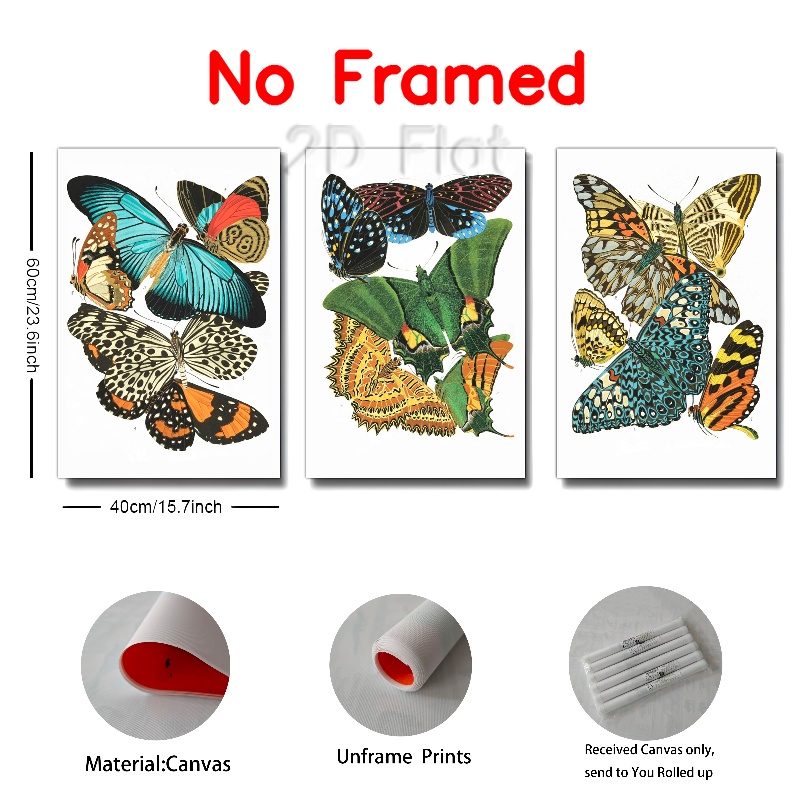 No Framed
2D Flat
60cm/23.6inch
40cm/15.7inch
Material:Canvas
Unframe Prints
Received Canvas only,
send to You Rolled up